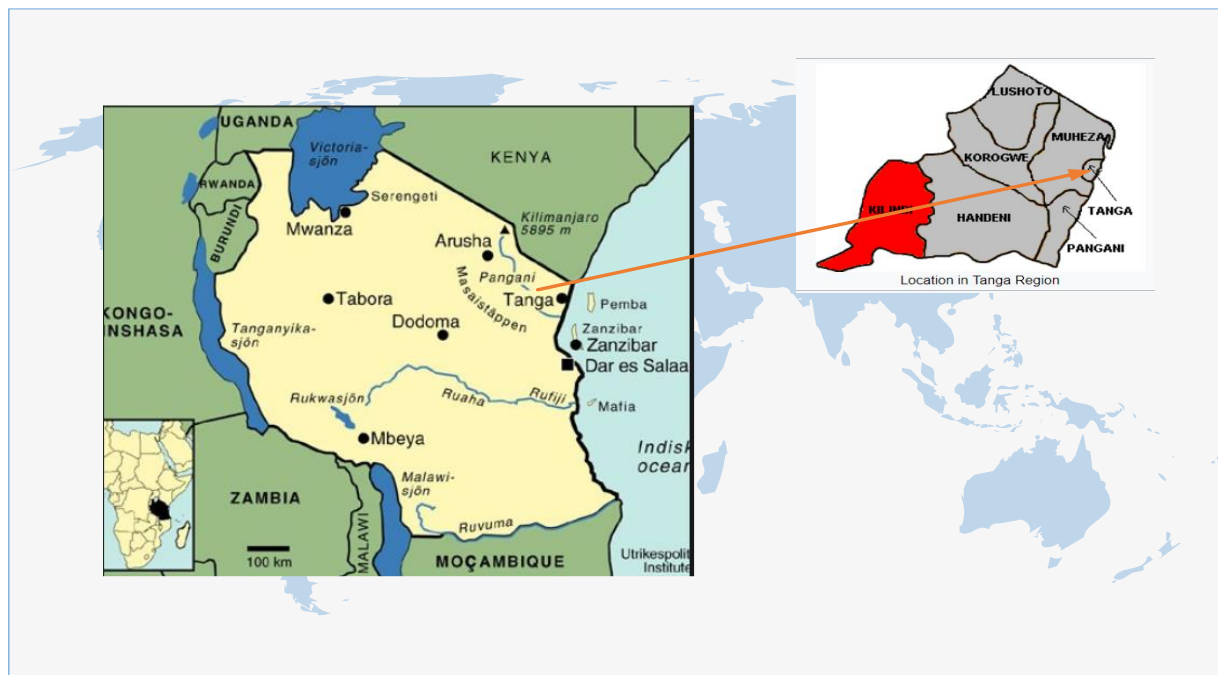 UGANDA
Victoria-
sjön
KENYA
RWANDA
Serengeti
BURUNDI
Mwanza
Kilimanjaro
5895 m
Arusha
Pangani
Masaistäppen
Tanga
Pemba
KONGO-
INSHASA
Tabora
Dodoma
Zanzibar
Zanzibar
Tanganyika-
sjön
Dar es Salaa
Rukwasjön
Ruaha
Rufiji
Mafia
Mbeya
Indisk
ocean
Malawi-
sjön
ZAMBIA
MALAWI
Ruvuma
100 km
MOÇAMBIQUE
Utrikespolit
Institute
LUSHOTO
MUHEZA
KOROGWE
KILINDI
HANDENI
TANGA
PANGANI
Location in Tanga Region